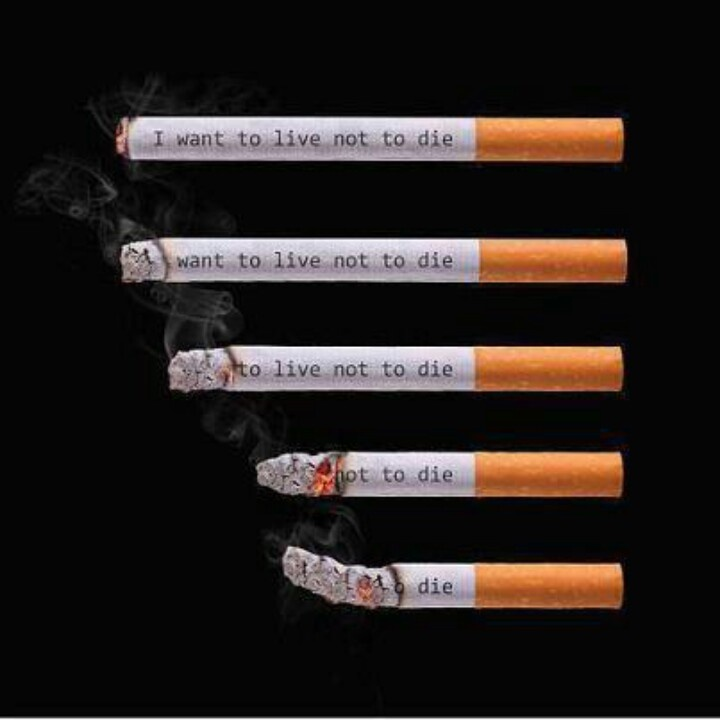 I want to live not to die
want to live not to die
to live not to die
not to die
o die